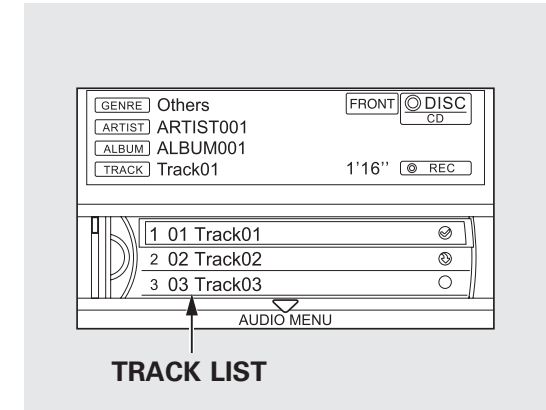 GENRE Others FRONT DISC
CD
ARTIST ARTIST001
ALBUM ALBUM001
TRACK Track01 1'16'' REC
1 01 Track01
2 02 Track02
3 03 Track03
AUDIO MENU
TRACK LIST